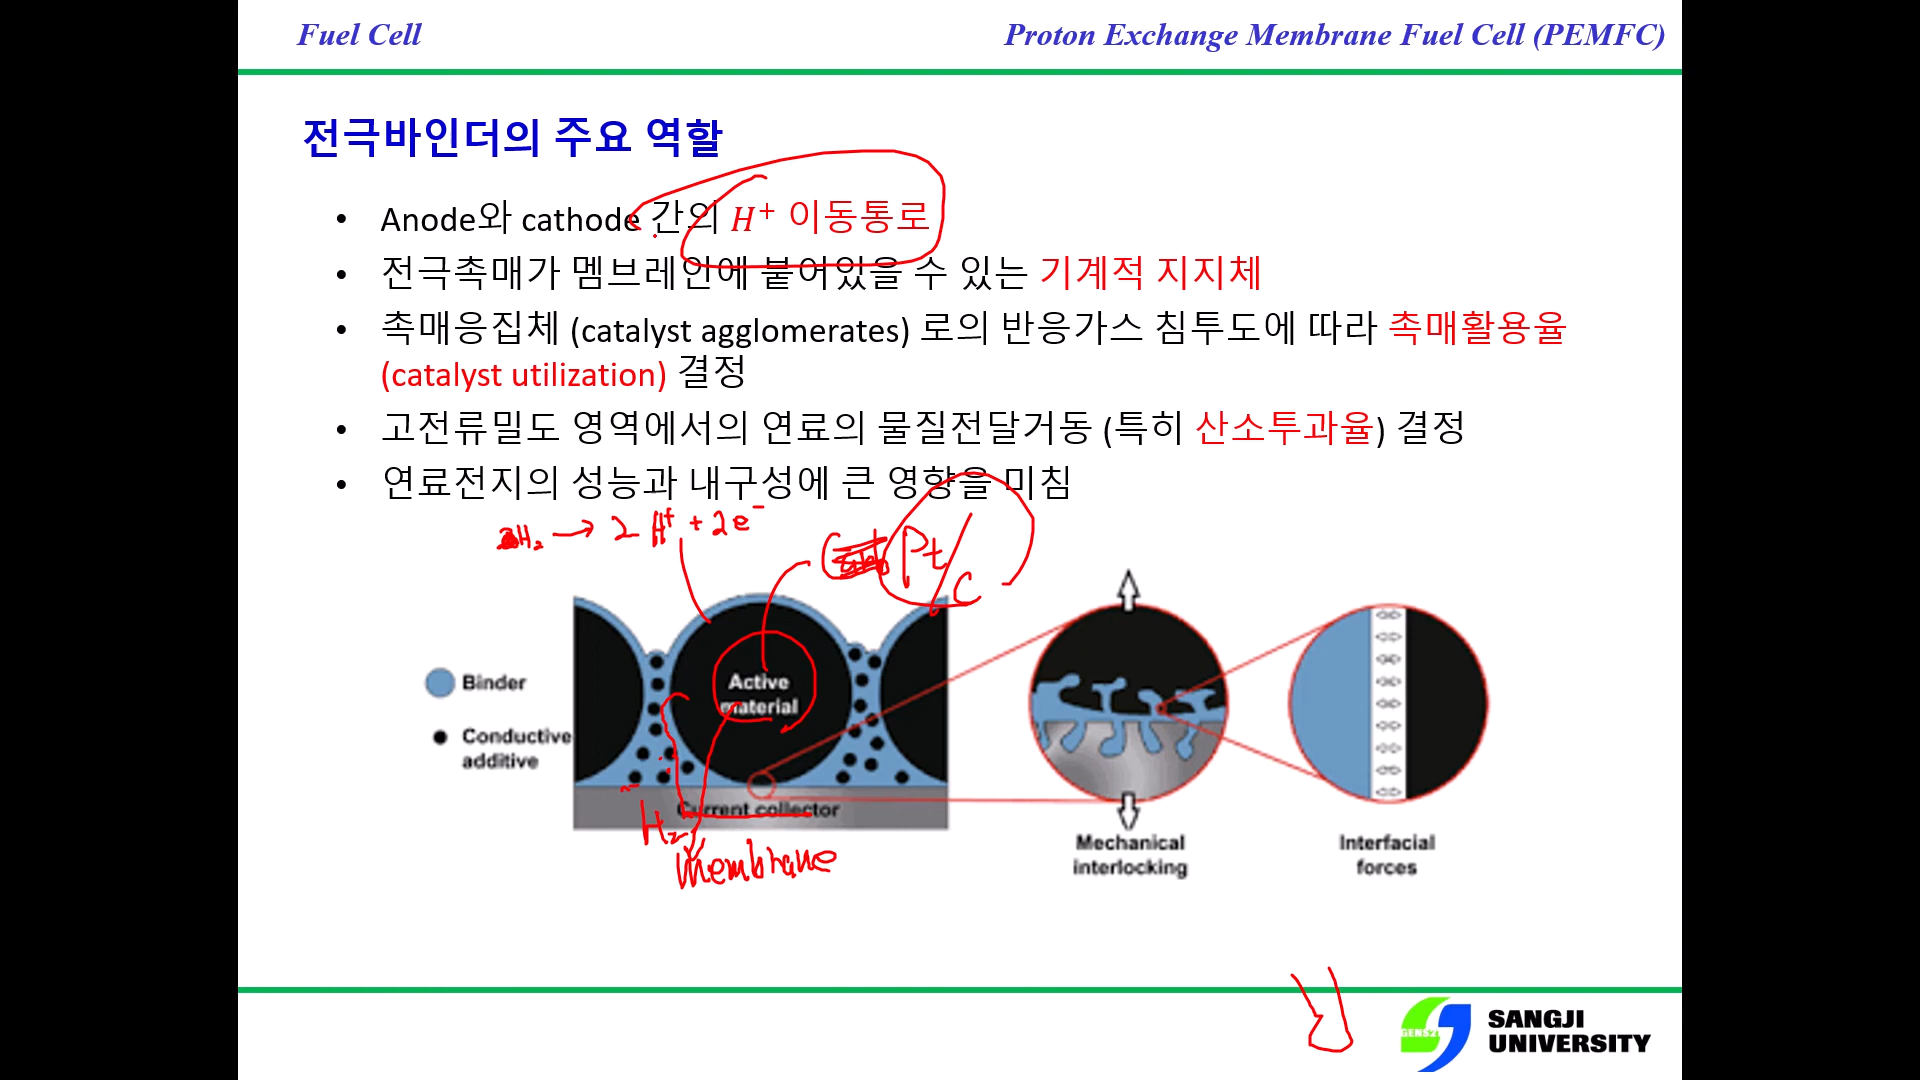 Fuel Cell
Proton Exchange Membrane Fuel Cell (PEMFC)
전극바인더의 주요 역할
• Anode와 cathode 간의 H⁺ 이동통로
• 전극촉매가 멤브레인에 붙어있을 수 있는 기계적 지지체
• 촉매응집체 (catalyst agglomerates) 로의 반응가스 침투도에 따라 촉매활용율
(catalyst utilization) 결정
• 고전류밀도 영역에서의 연료의 물질전달거동 (특히 산소투과율) 결정
• 연료전지의 성능과 내구성에 큰 영향을 미침
H₂ → 2 H⁺ + 2e⁻
Pt/C
Binder
Conductive
additive
Active
material
Current collector
H₂
Membrane
Mechanical
interlocking
Interfacial
forces
GENS21
SANGJI
UNIVERSITY